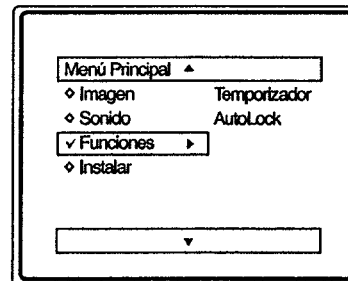 Menú Principal ▲
◇ Imagen Temporizador
◇ Sonido AutoLock
✓ Funciones ▶
◇ Instalar
▼